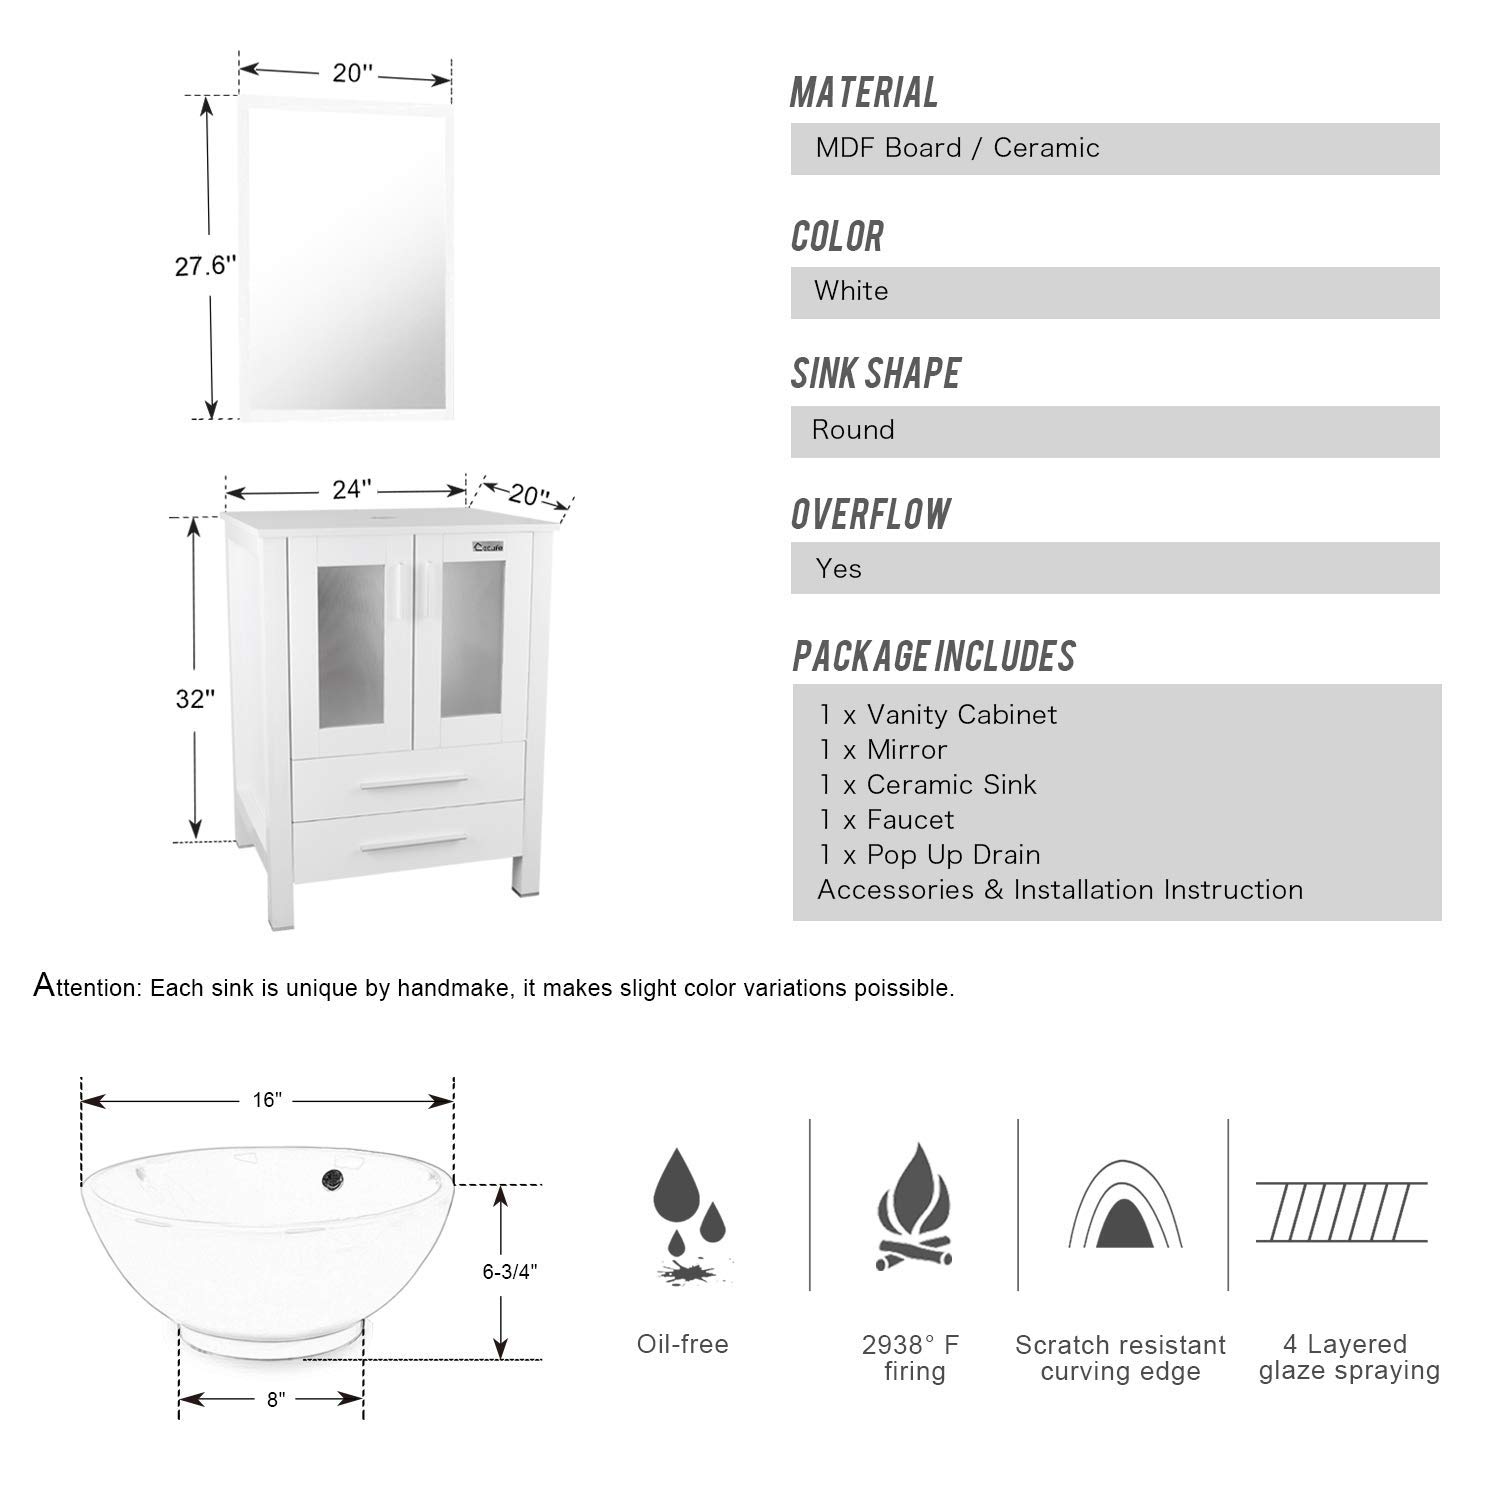 20"
27.6"
24"
20"
32"
MATERIAL
MDF Board / Ceramic
COLOR
White
SINK SHAPE
Round
OVERFLOW
Yes
PACKAGE INCLUDES
1 x Vanity Cabinet
1 x Mirror
1 x Ceramic Sink
1 x Faucet
1 x Pop Up Drain
Accessories & Installation Instruction
Attention: Each sink is unique by handmake, it makes slight color variations poissible.
16"
6-3/4"
8"
Oil-free
2938° F
firing
Scratch resistant
curving edge
4 Layered
glaze spraying